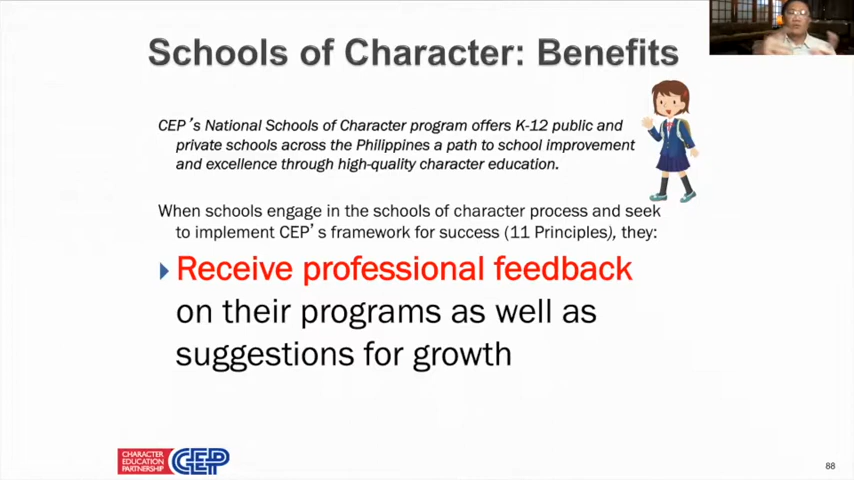 Schools of Character: Benefits
CEP's National Schools of Character program offers K-12 public and
private schools across the Philippines a path to school improvement
and excellence through high-quality character education.
When schools engage in the schools of character process and seek
to implement CEP's framework for success (11 Principles), they:
Receive professional feedback
on their programs as well as
suggestions for growth
CHARACTER
EDUCATION
PARTNERSHIP
CEP
88